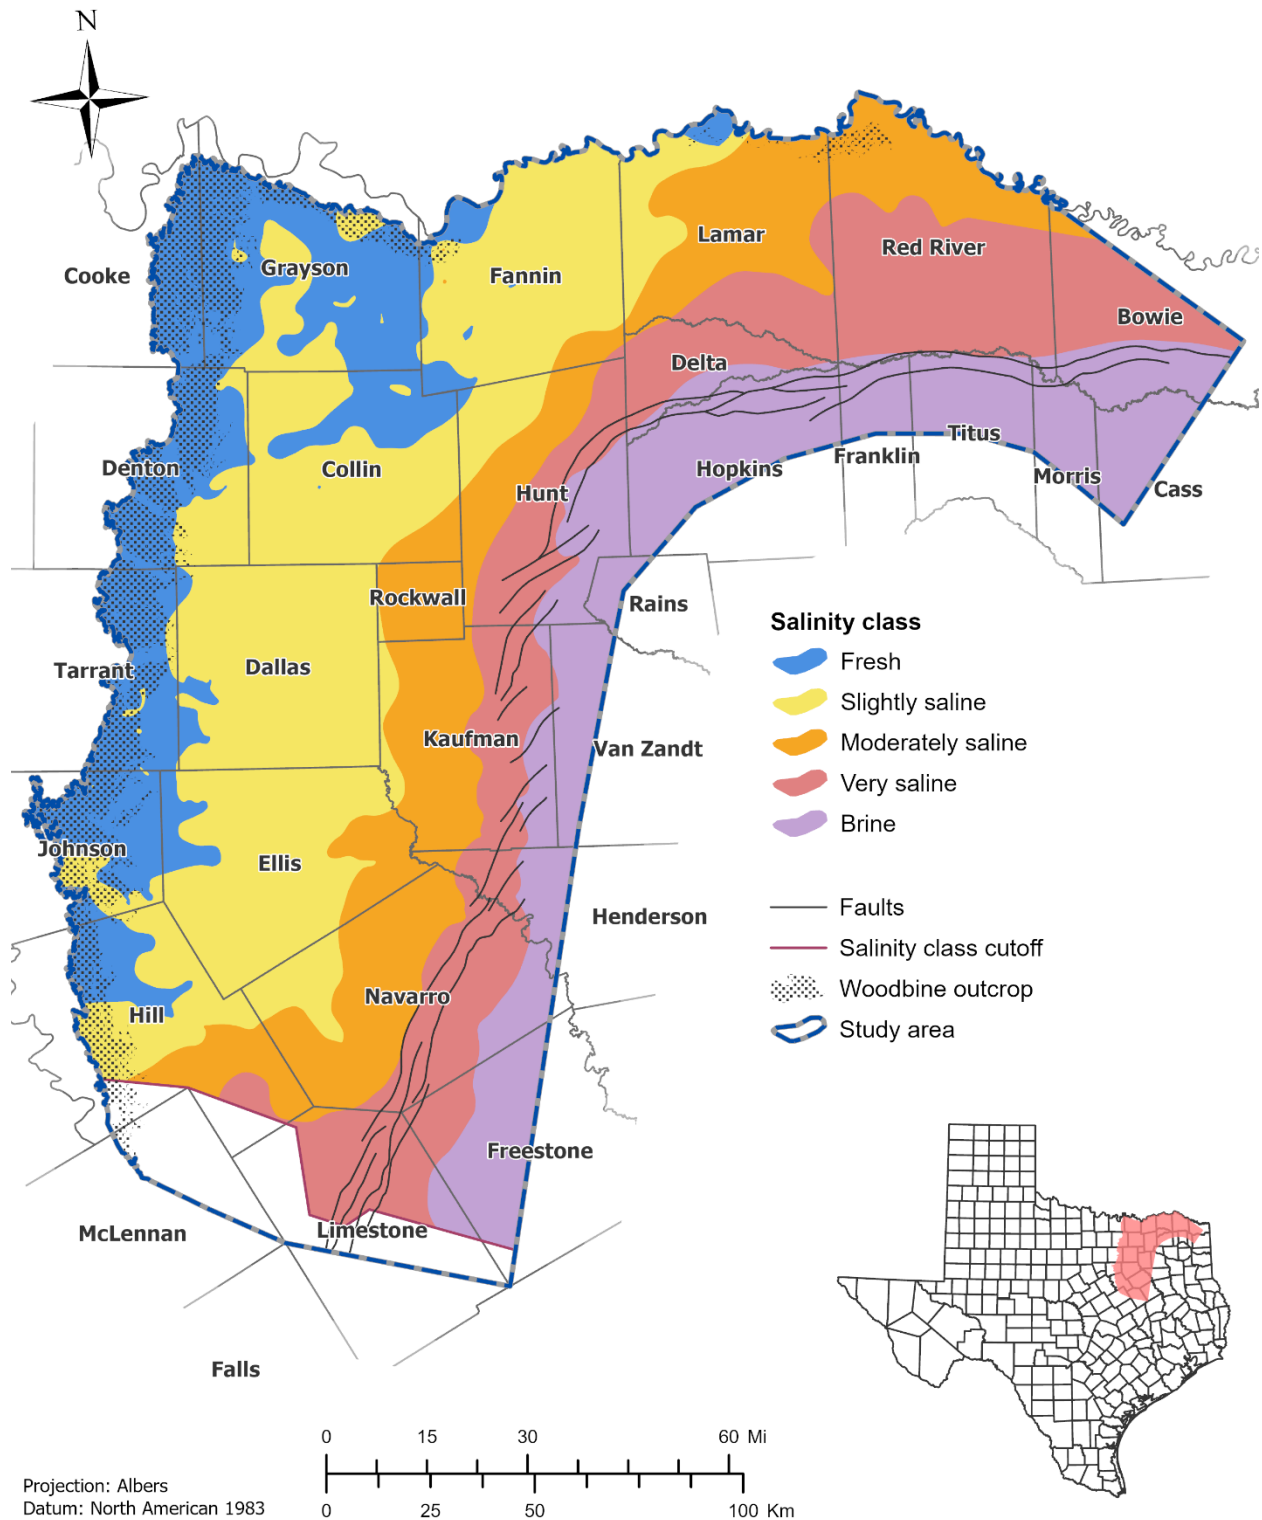 N
Cooke
Grayson
Fannin
Lamar
Red River
Bowie
Delta
Denton
Collin
Hunt
Hopkins
Franklin
Titus
Morris
Cass
Rockwall
Rains
Tarrant
Dallas
Kaufman
Van Zandt
Johnson
Ellis
Henderson
Navarro
Hill
Freestone
McLennan
Limestone
Falls
Salinity class
Fresh
Slightly saline
Moderately saline
Very saline
Brine
Faults
Salinity class cutoff
Woodbine outcrop
Study area
0 15 30 60 Mi
0 25 50 100 Km
Projection: Albers
Datum: North American 1983